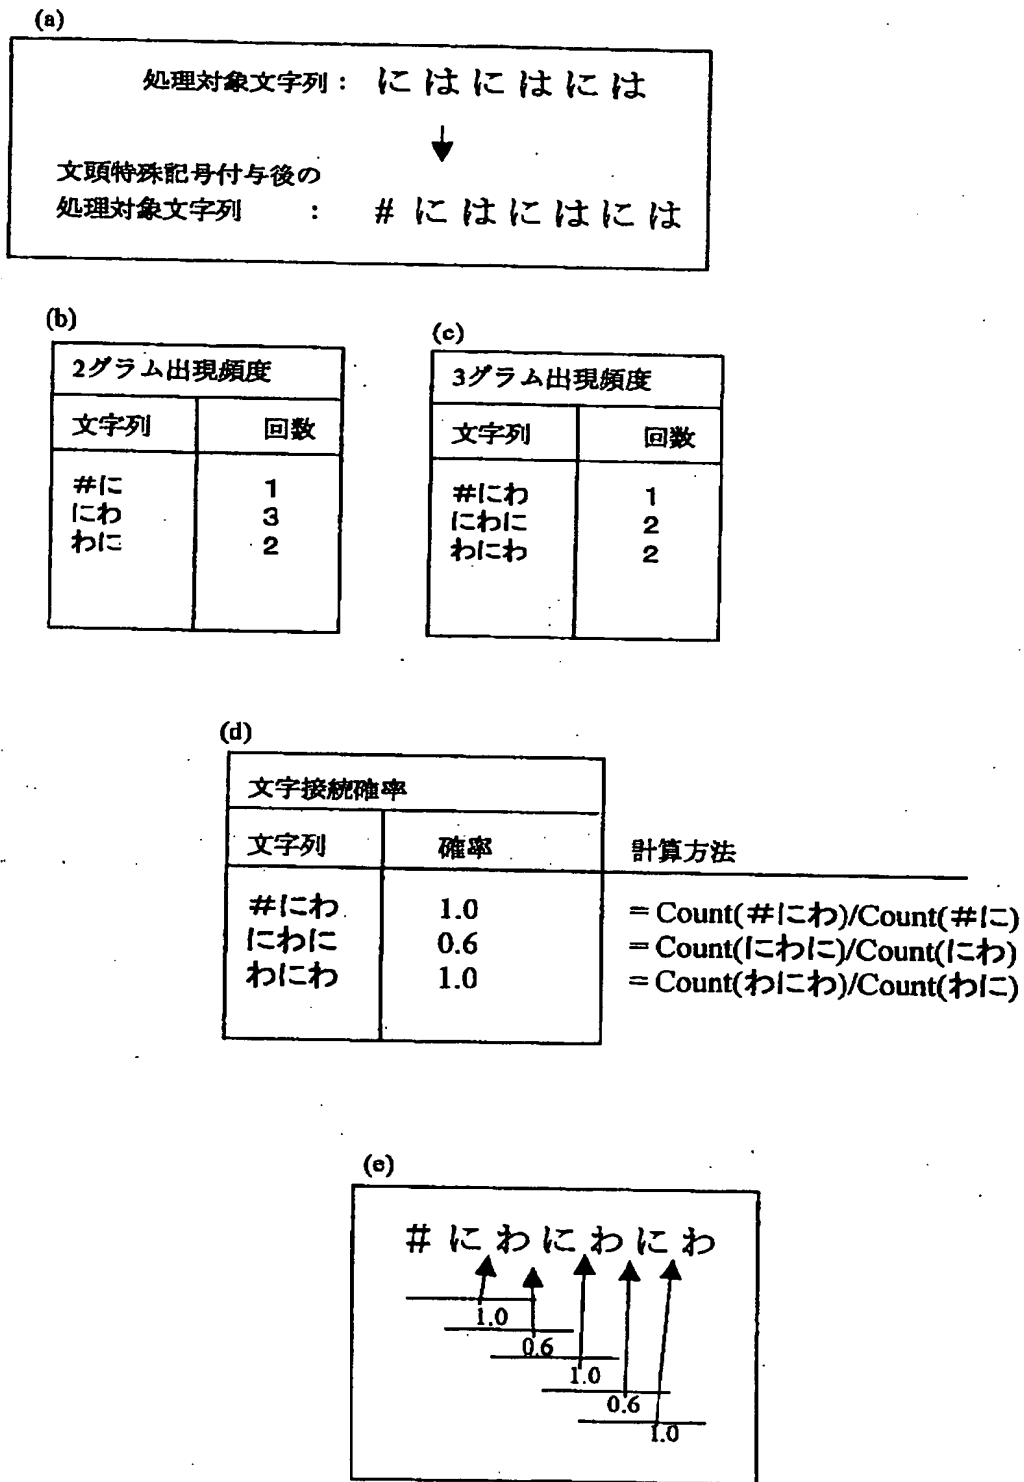 (a)
処理対象文字列： に は に は に は
文頭特殊記号付与後の
処理対象文字列 ： # に は に は に は
(b)
2グラム出現頻度
文字列 回数
#に 1
にわ 3
わに 2
(c)
3グラム出現頻度
文字列 回数
#にわ 1
にわに 2
わにわ 2
(d)
文字接続確率
文字列 確率 計算方法
#にわ 1.0 = Count(#にわ)/Count(#に)
にわに 0.6 = Count(にわに)/Count(にわ)
わにわ 1.0 = Count(わにわ)/Count(わに)
(e)
# に わ に わ に わ
1.0
0.6
1.0
0.6
1.0